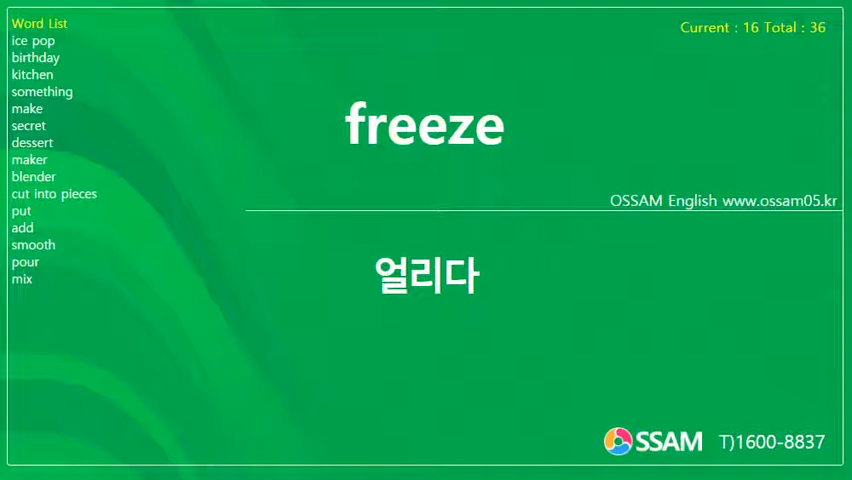 Word List
ice pop
birthday
kitchen
something
make
secret
dessert
maker
blender
cut into pieces
put
add
smooth
pour
mix
Current : 16 Total : 36
freeze
OSSAM English www.ossam05.kr
얼리다
OSSAM T)1600-8837